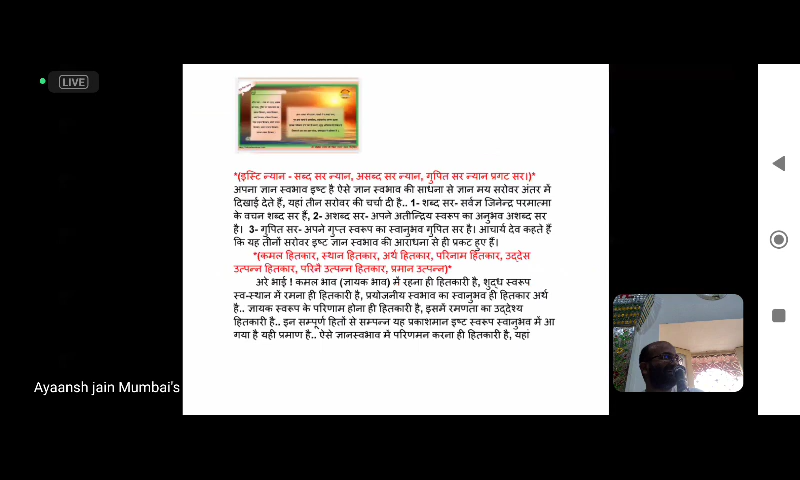 LIVE
*(इस्टि न्यान - सब्द सर न्यान, असब्द सर न्यान, गुपित सर न्यान प्रगट सर।)*
अपना ज्ञान स्वभाव इष्ट है ऐसे ज्ञान स्वभाव की साधना से ज्ञान मय सरोवर अंतर में
दिखाई देते हैं, यहां तीन सरोवर की चर्चा दी है.. 1- शब्द सर- सर्वज्ञ जिनेन्द्र परमात्मा
के वचन शब्द सर हैं, 2- अशब्द सर- अपने अतीन्द्रिय स्वरूप का अनुभव अशब्द सर
है। 3- गुपित सर- अपने गुप्त स्वरूप का स्वानुभव गुपित सर है। आचार्य देव कहते हैं
कि यह तीनों सरोवर इष्ट ज्ञान स्वभाव की आराधना से ही प्रकट हुए हैं।
*(कमल हितकार, स्थान हितकार, अर्थ हितकार, परिनाम हितकार, उद्देस
उत्पन्न हितकार, परिनै उत्पन्न हितकार, प्रमान उत्पन्न)*
अरे भाई ! कमल भाव (ज्ञायक भाव) में रहना ही हितकारी है, शुद्ध स्वरूप
स्व-स्थान में रमना ही हितकारी है, प्रयोजनीय स्वभाव का स्वानुभव ही हितकार अर्थ
है.. ज्ञायक स्वरूप के परिणाम होना ही हितकारी है, इसमें रमणता का उद्देश्य
हितकारी है.. इन सम्पूर्ण हितों से सम्पन्न यह प्रकाशमान इष्ट स्वरूप स्वानुभव में आ
गया है यही प्रमाण है.. ऐसे ज्ञानस्वभाव में परिणमन करना ही हितकारी है, यहां
Ayaansh jain Mumbai's